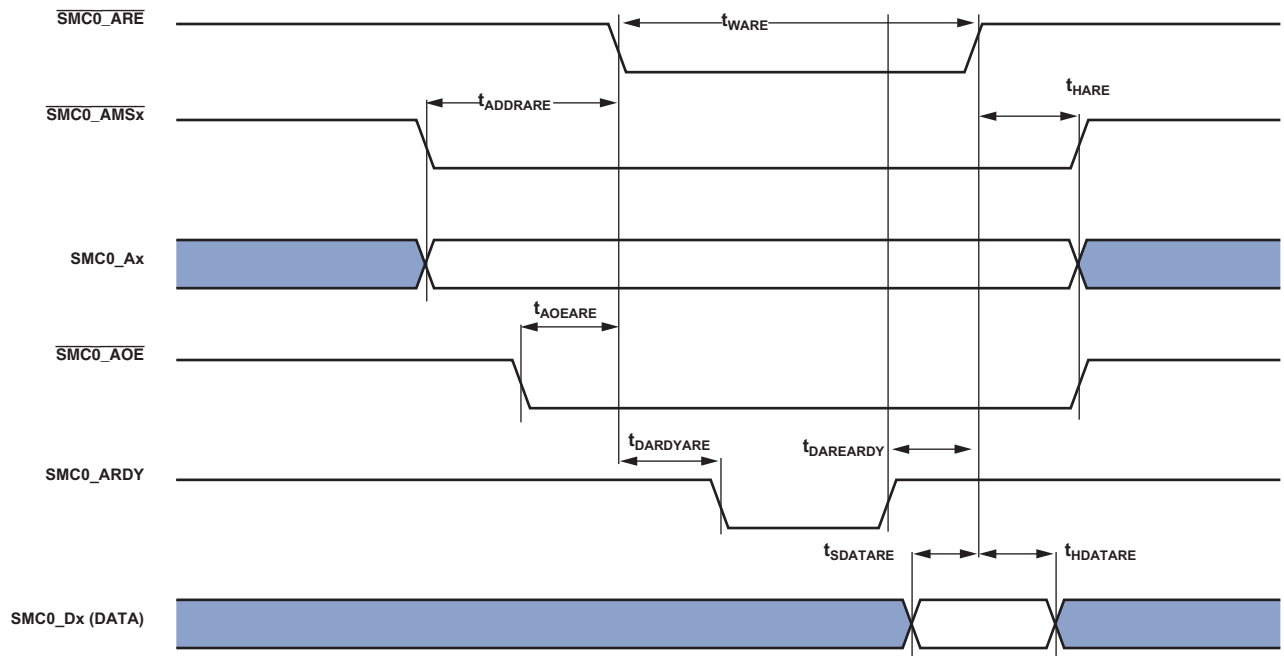 SMC0_ARE
tWARE
tHARE
tADDRARE
SMC0_AMSx
SMC0_Ax
tAOEARE
SMC0_AOE
tDARDYARE
tDAREARDY
SMC0_ARDY
tSDATARE
tHDATARE
SMC0_Dx (DATA)